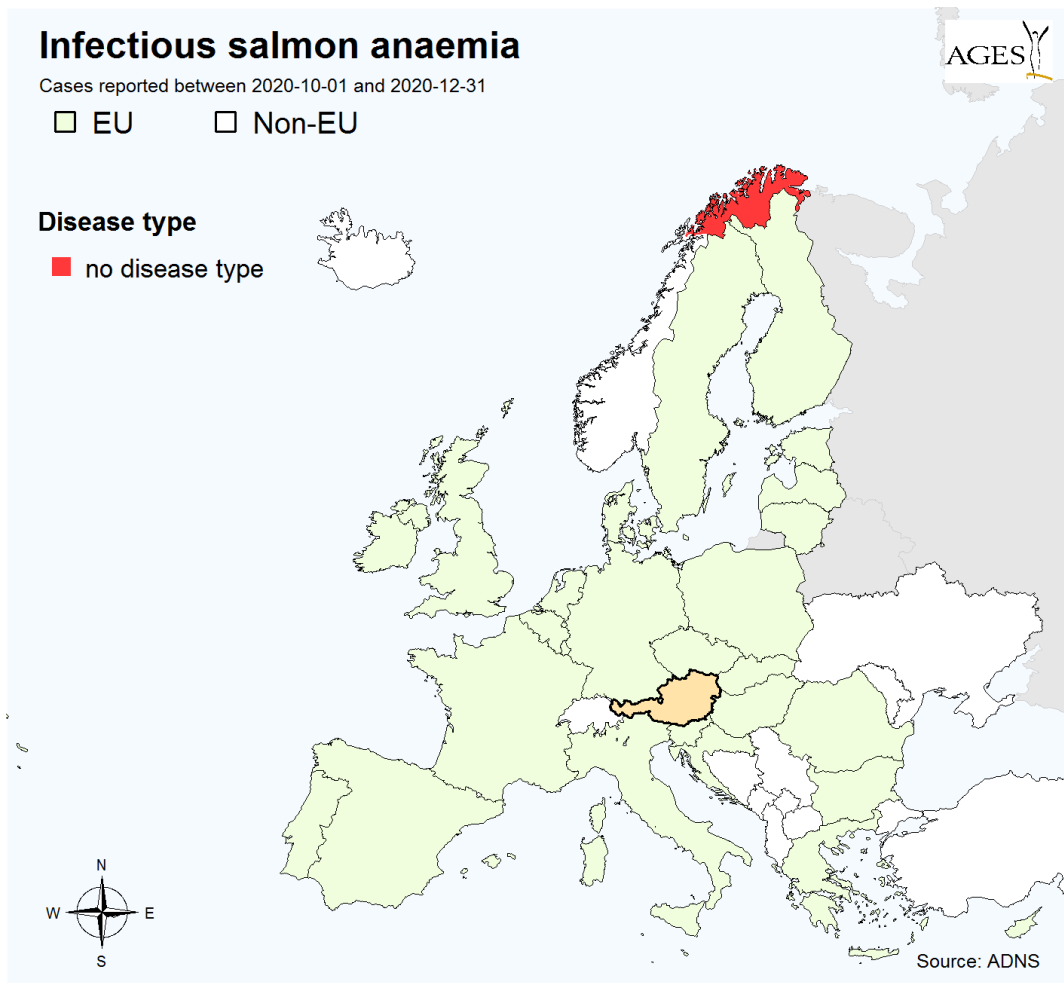 Infectious salmon anaemia
Cases reported between 2020-10-01 and 2020-12-31
EU Non-EU
AGES
Disease type
no disease type
N
W E
S
Source: ADNS